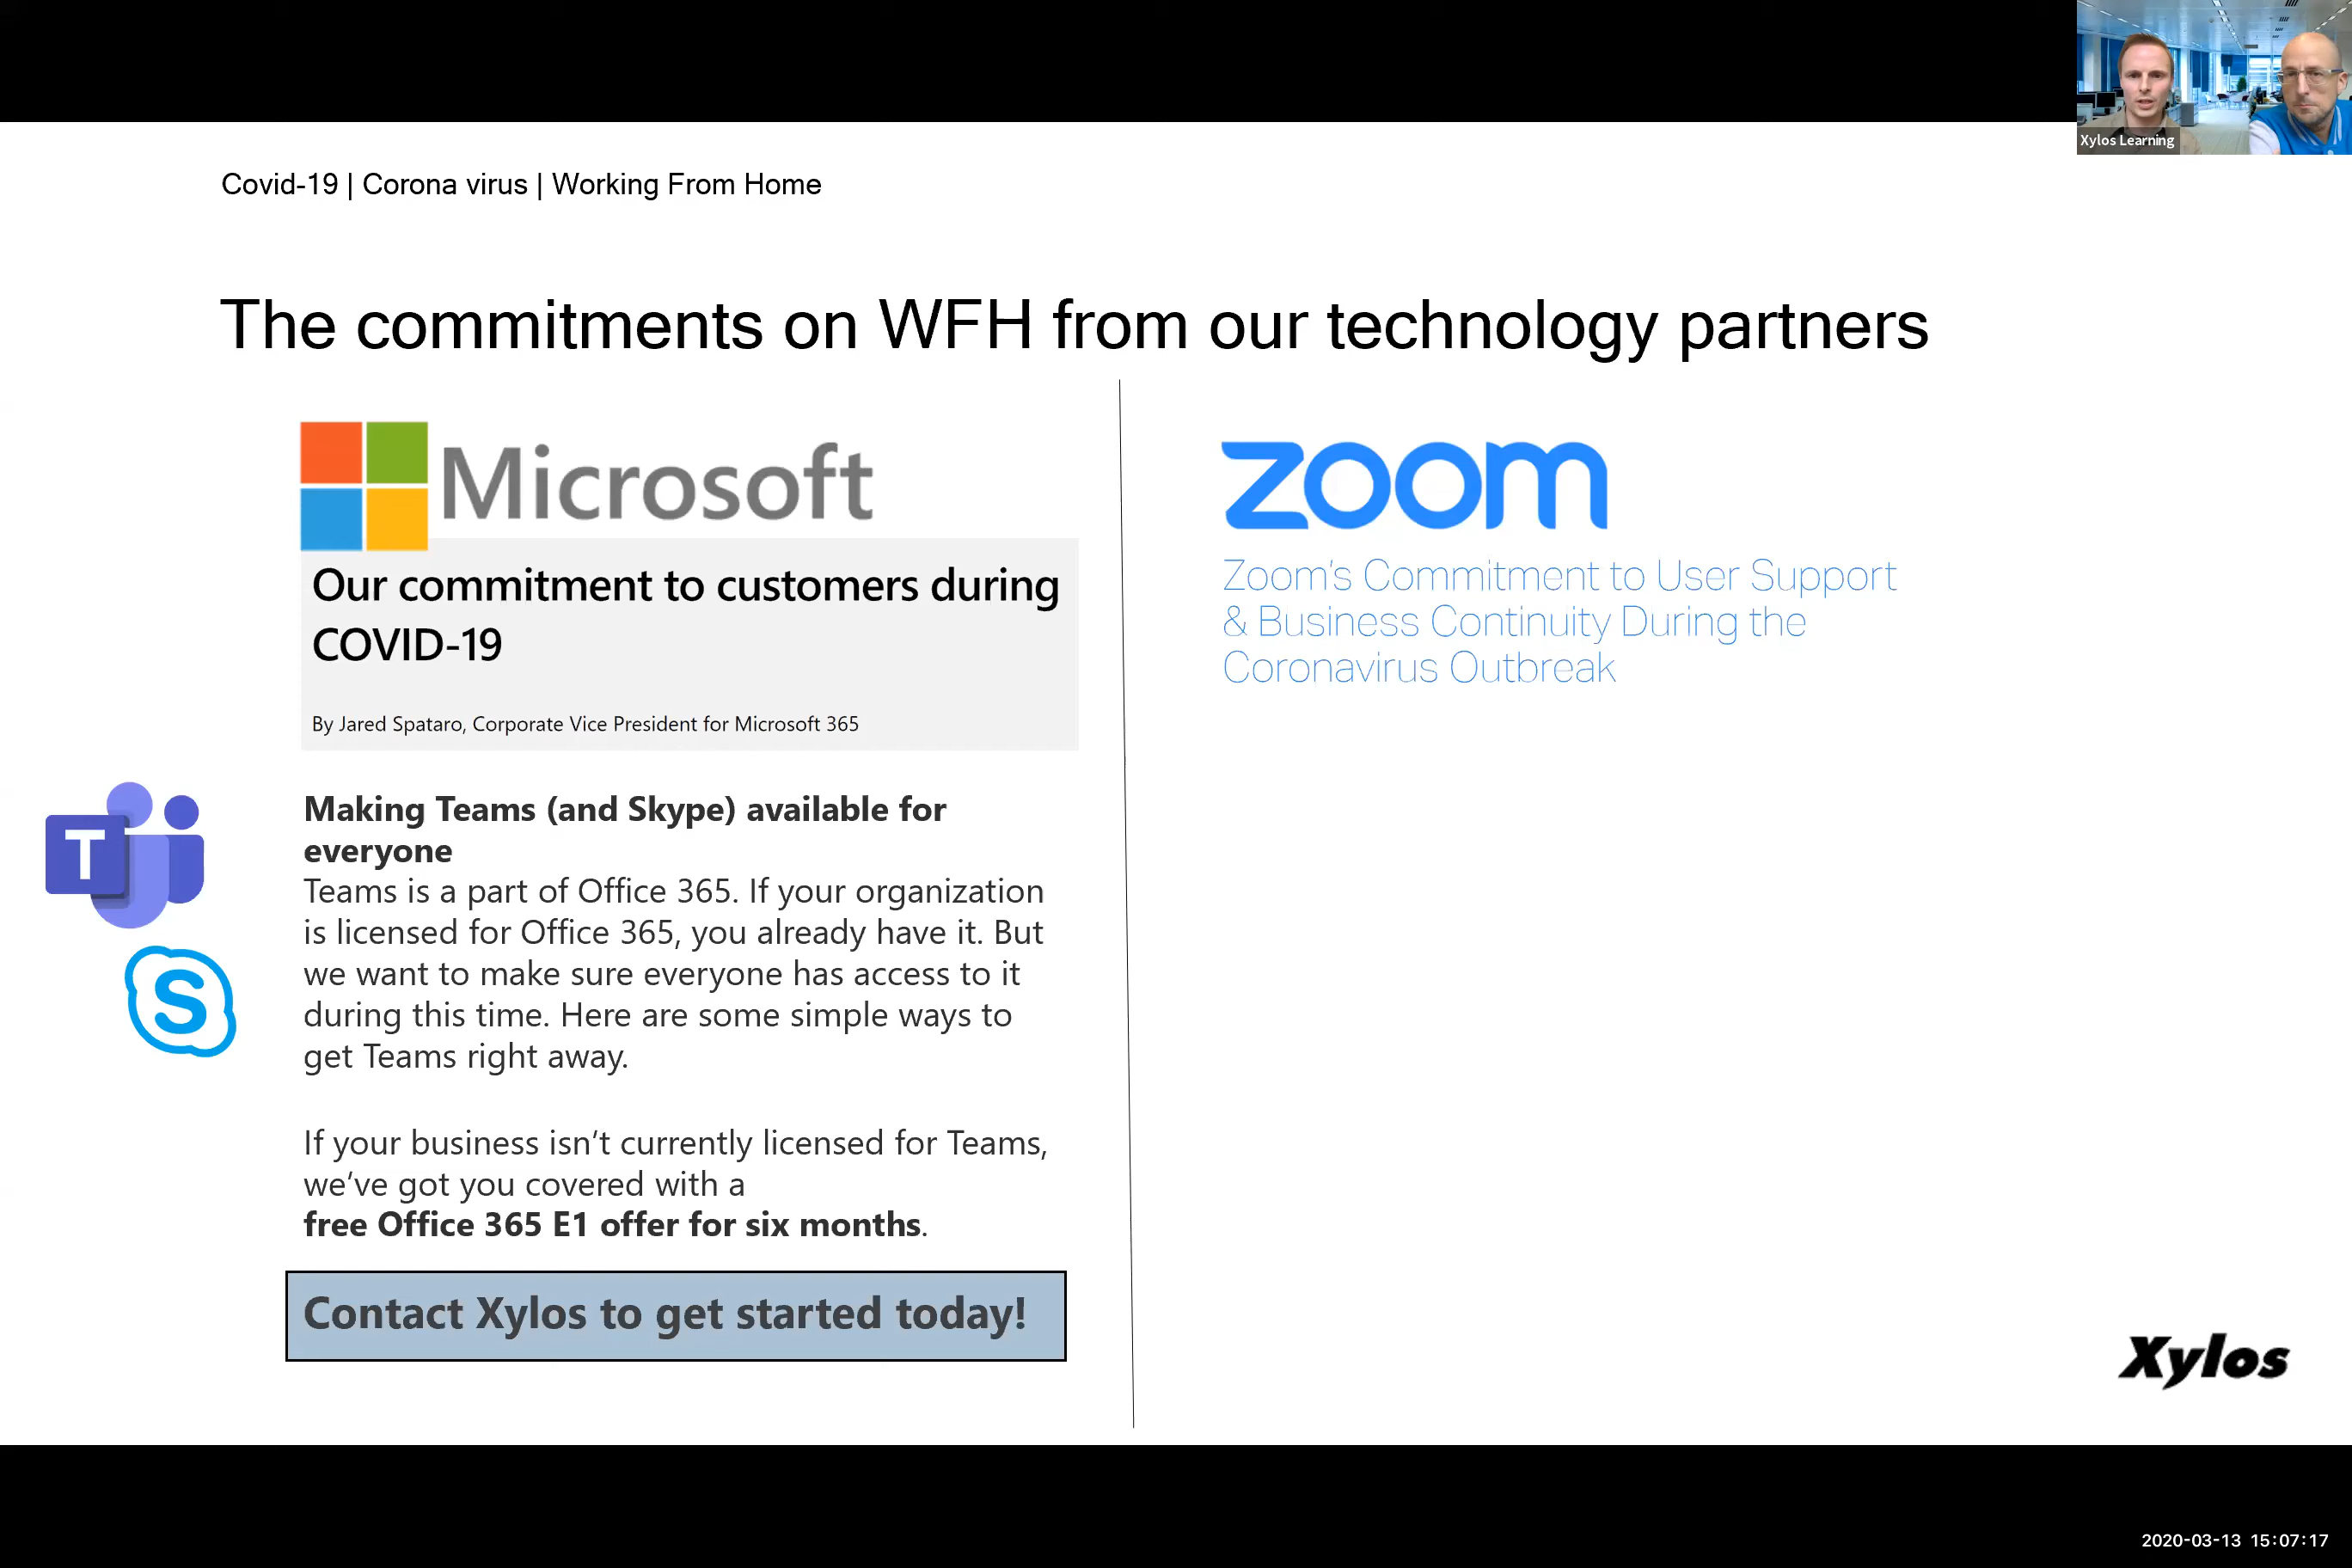 Xylos Learning
Covid-19 | Corona virus | Working From Home
The commitments on WFH from our technology partners
Microsoft
Our commitment to customers during
COVID-19
By Jared Spataro, Corporate Vice President for Microsoft 365
T
S
Making Teams (and Skype) available for
everyone
Teams is a part of Office 365. If your organization
is licensed for Office 365, you already have it. But
we want to make sure everyone has access to it
during this time. Here are some simple ways to
get Teams right away.
If your business isn’t currently licensed for Teams,
we’ve got you covered with a
free Office 365 E1 offer for six months.
Contact Xylos to get started today!
zoom
Zoom's Commitment to User Support
& Business Continuity During the
Coronavirus Outbreak
Xylos
2020-03-13 15:07:17